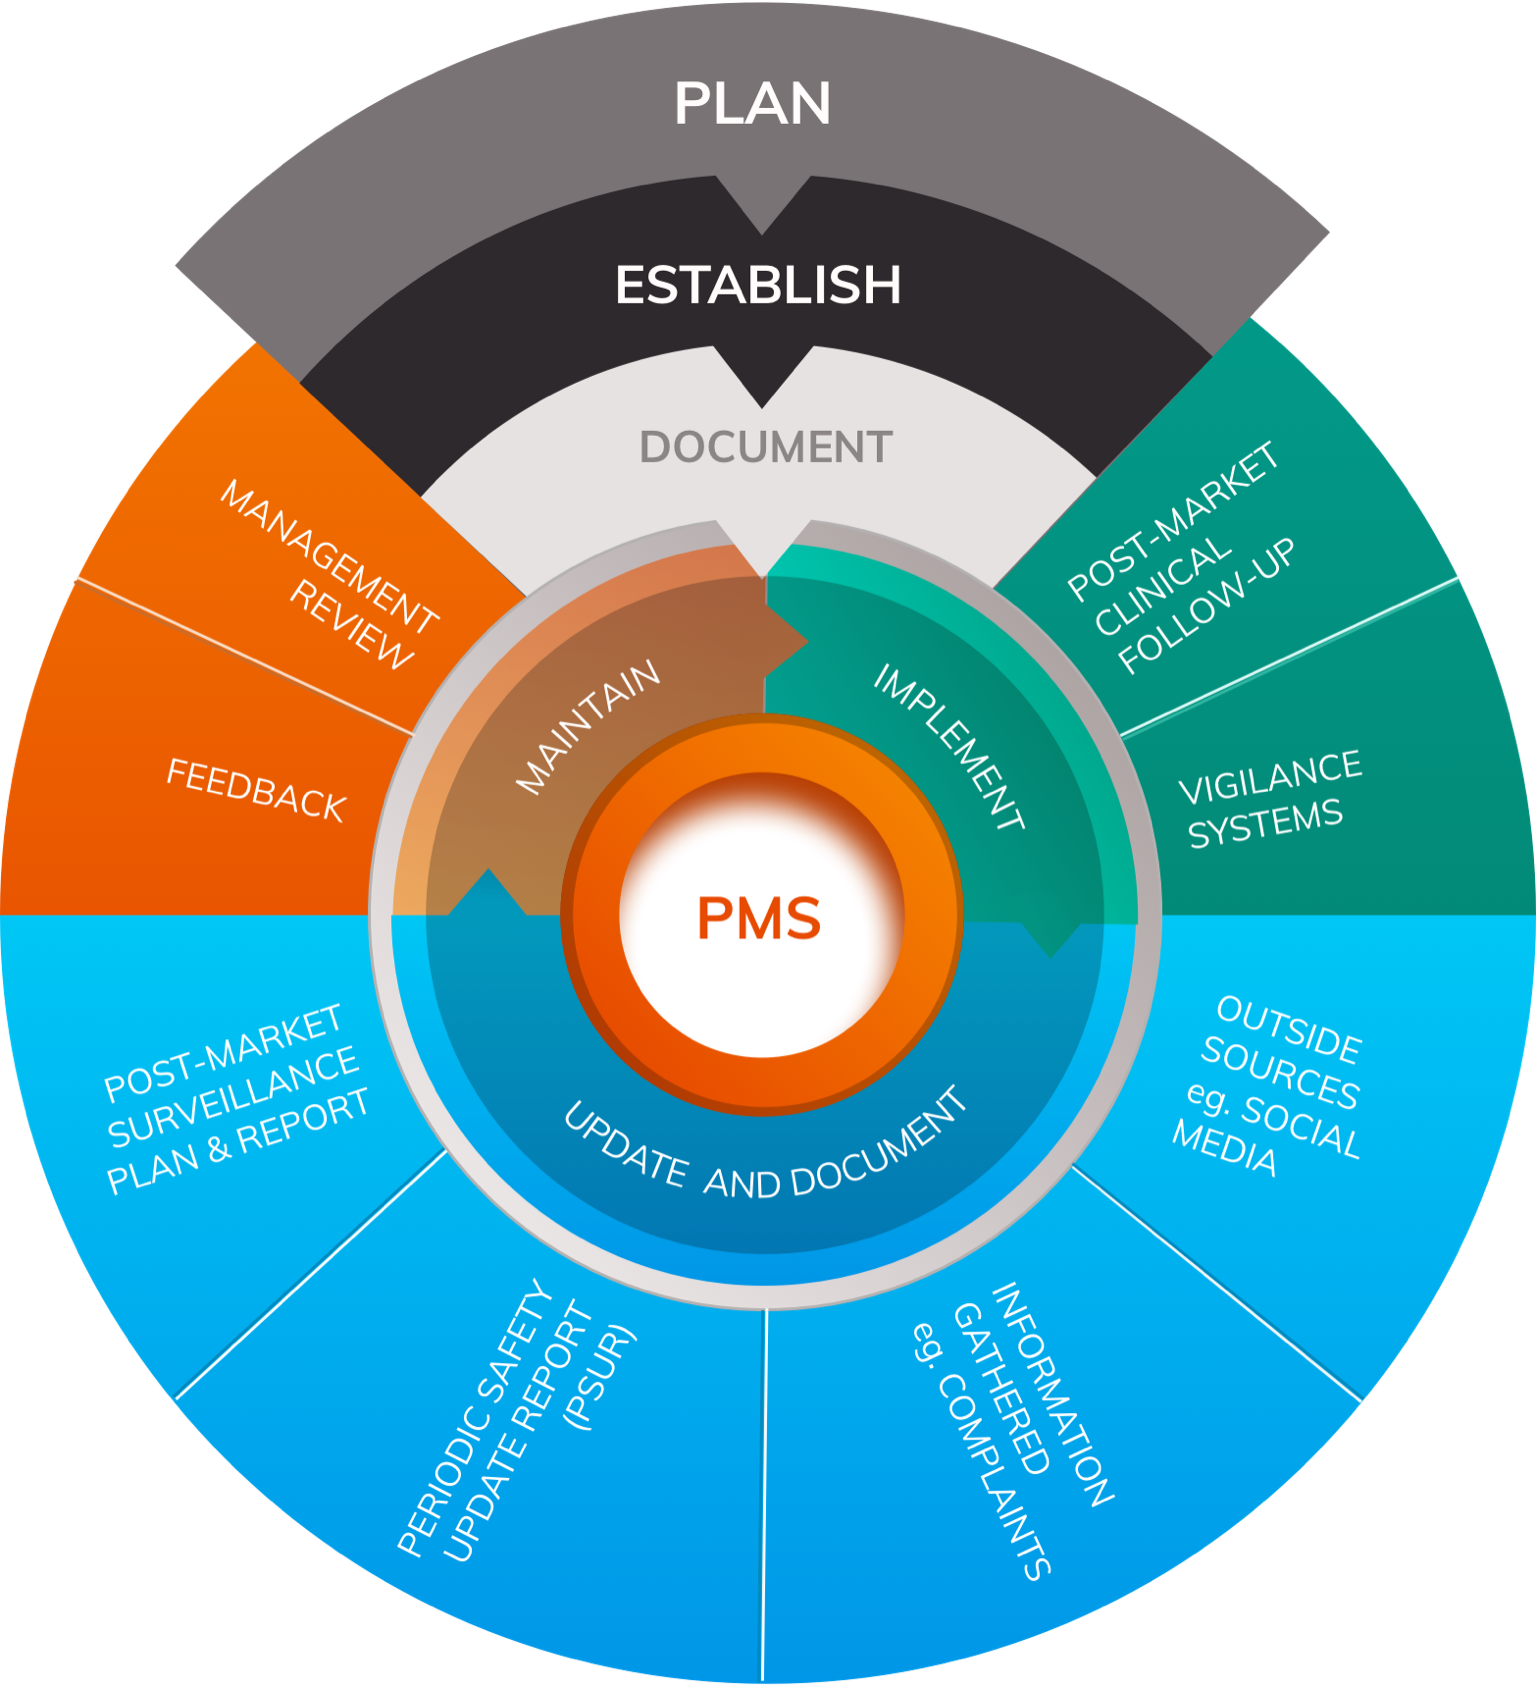 PLAN
ESTABLISH
DOCUMENT
MANAGEMENT
REVIEW
FEEDBACK
POST-MARKET
CLINICAL
FOLLOW-UP
VIGILANCE
SYSTEMS
MAINTAIN
IMPLEMENT
PMS
UPDATE AND DOCUMENT
POST-MARKET
SURVEILLANCE
PLAN & REPORT
OUTSIDE
SOURCES
eg. SOCIAL
MEDIA
PERIODIC SAFETY
UPDATE REPORT
(PSUR)
INFORMATION
GATHERED
eg. COMPLAINTS